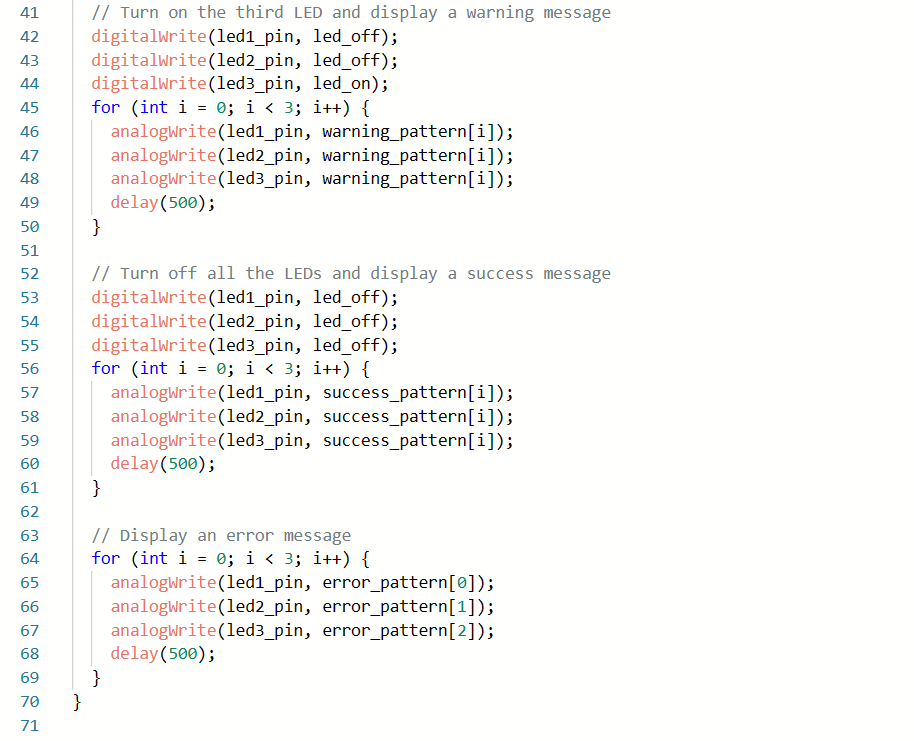 41 // Turn on the third LED and display a warning message
42 digitalWrite(led1_pin, led_off);
43 digitalWrite(led2_pin, led_off);
44 digitalWrite(led3_pin, led_on);
45 for (int i = 0; i < 3; i++) {
46 analogWrite(led1_pin, warning_pattern[i]);
47 analogWrite(led2_pin, warning_pattern[i]);
48 analogWrite(led3_pin, warning_pattern[i]);
49 delay(500);
50 }
51
52 // Turn off all the LEDs and display a success message
53 digitalWrite(led1_pin, led_off);
54 digitalWrite(led2_pin, led_off);
55 digitalWrite(led3_pin, led_off);
56 for (int i = 0; i < 3; i++) {
57 analogWrite(led1_pin, success_pattern[i]);
58 analogWrite(led2_pin, success_pattern[i]);
59 analogWrite(led3_pin, success_pattern[i]);
60 delay(500);
61 }
62
63 // Display an error message
64 for (int i = 0; i < 3; i++) {
65 analogWrite(led1_pin, error_pattern[0]);
66 analogWrite(led2_pin, error_pattern[1]);
67 analogWrite(led3_pin, error_pattern[2]);
68 delay(500);
69 }
70 }
71